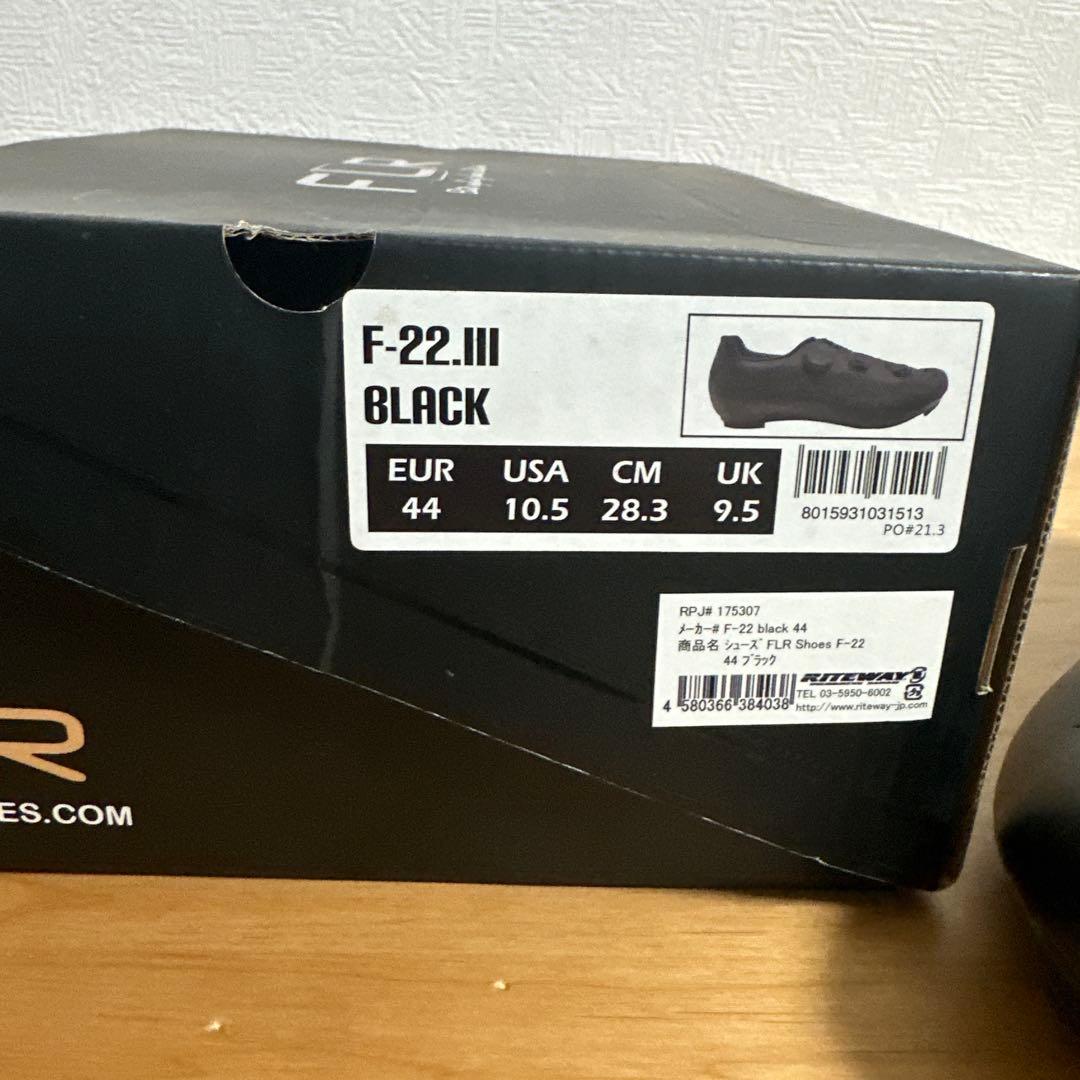 FLR
F-22.III
BLACK
EUR USA CM UK
44 10.5 28.3 9.5
8015931031513
PO#21.3
RPJ# 175307
メーカー# F-22 black 44
商品名 シューズ FLR Shoes F-22
44 ブラック
RITEWAY
TEL 03-5950-6002
4 580366 384038
http://www.riteway-jp.com
R
ES.COM